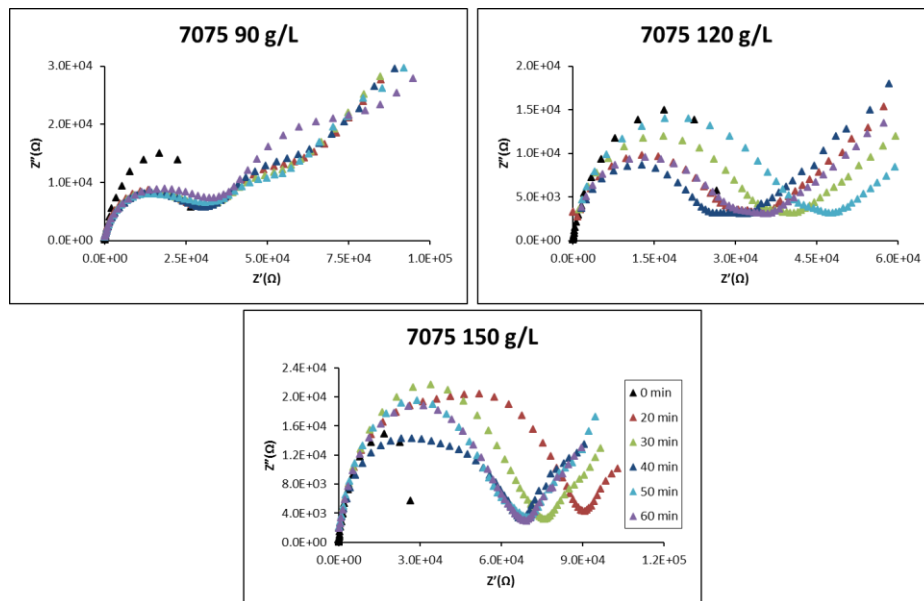 7075 90 g/L
3.0E+04
2.0E+04
1.0E+04
0.0E+00
Z''(Ω)
0.0E+00 2.5E+04 5.0E+04 7.5E+04 1.0E+05
Z'(Ω)
7075 120 g/L
2.0E+04
1.5E+04
1.0E+04
5.0E+03
0.0E+00
Z''(Ω)
0.0E+00 1.5E+04 3.0E+04 4.5E+04 6.0E+04
Z'(Ω)
7075 150 g/L
2.4E+04
2.0E+04
1.6E+04
1.2E+04
8.0E+03
4.0E+03
0.0E+00
Z''(Ω)
0.0E+00 3.0E+04 6.0E+04 9.0E+04 1.2E+05
Z'(Ω)
0 min
20 min
30 min
40 min
50 min
60 min